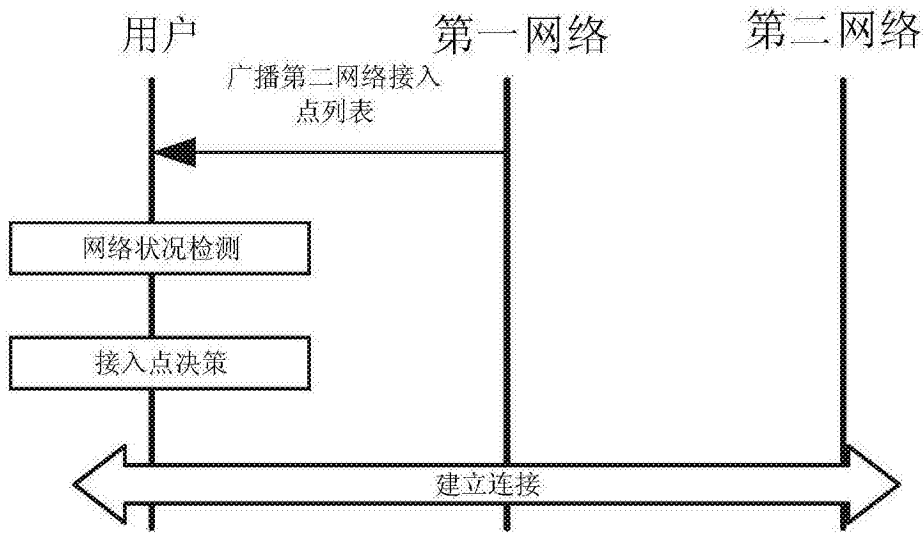 用户
第一网络
第二网络
广播第二网络接入
点列表
网络状况检测
接入点决策
建立连接